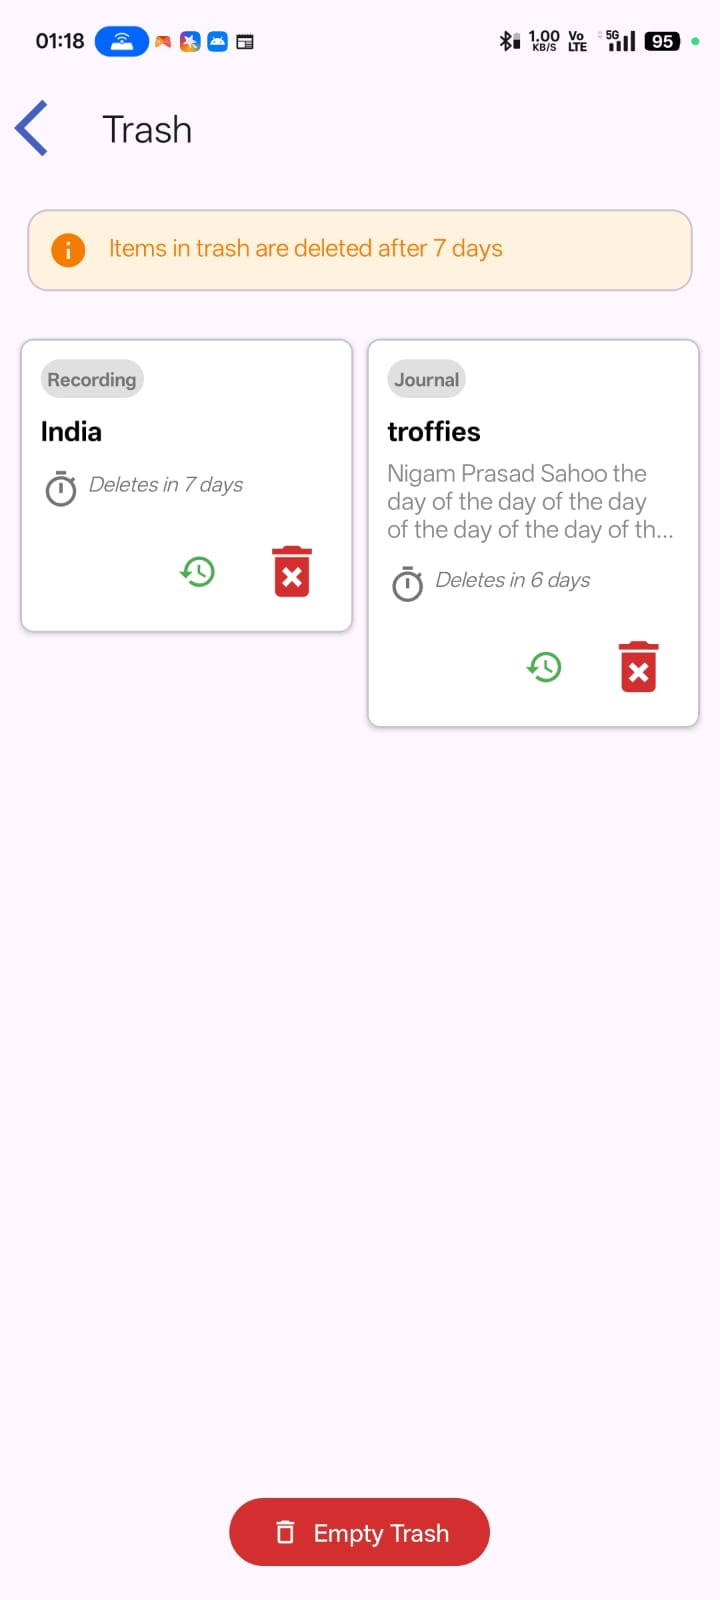 01:18
1.00 KB/S
Vo LTE
5G
95
Trash
Items in trash are deleted after 7 days
Recording
India
Deletes in 7 days
Journal
troffies
Nigam Prasad Sahoo the
day of the day of the day
of the day of the day of th...
Deletes in 6 days
Empty Trash